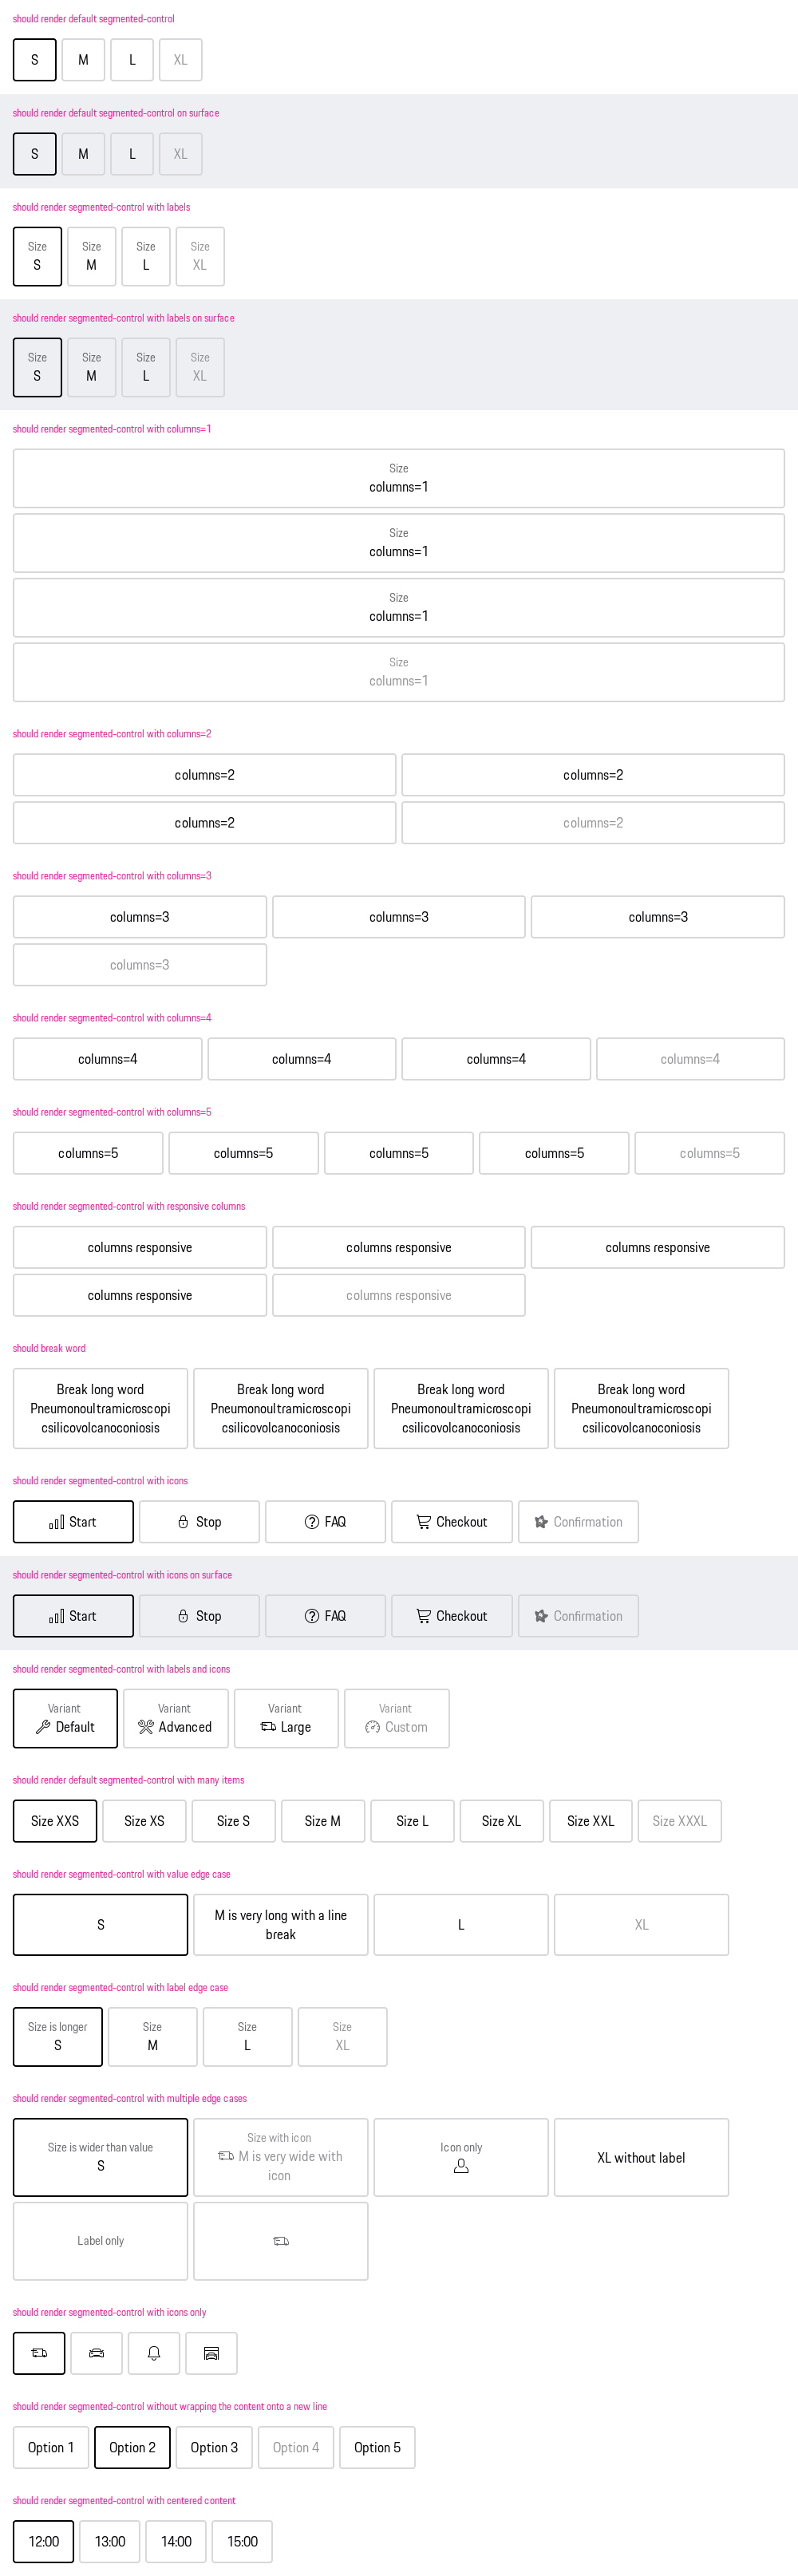 should render default segmented-control
S M L XL
should render default segmented-control on surface
S M L XL
should render segmented-control with labels
Size Size Size Size
S M L XL
should render segmented-control with labels on surface
Size Size Size Size
S M L XL
should render segmented-control with columns=1
Size
columns=1
Size
columns=1
Size
columns=1
Size
columns=1
should render segmented-control with columns=2
columns=2 columns=2
columns=2 columns=2
should render segmented-control with columns=3
columns=3 columns=3 columns=3
columns=3
should render segmented-control with columns=4
columns=4 columns=4 columns=4 columns=4
should render segmented-control with columns=5
columns=5 columns=5 columns=5 columns=5 columns=5
should render segmented-control with responsive columns
columns responsive columns responsive columns responsive
columns responsive columns responsive
should break word
Break long word Break long word Break long word Break long word
Pneumonoultramicroscopi Pneumonoultramicroscopi Pneumonoultramicroscopi Pneumonoultramicroscopi
csilicovolcanoconiosis csilicovolcanoconiosis csilicovolcanoconiosis csilicovolcanoconiosis
should render segmented-control with icons
Start Stop FAQ Checkout Confirmation
should render segmented-control with icons on surface
Start Stop FAQ Checkout Confirmation
should render segmented-control with labels and icons
Variant Variant Variant Variant
Default Advanced Large Custom
should render default segmented-control with many items
Size XXS Size XS Size S Size M Size L Size XL Size XXL Size XXXL
should render segmented-control with value edge case
S M is very long with a line L XL
break
should render segmented-control with label edge case
Size is longer Size Size Size
S M L XL
should render segmented-control with multiple edge cases
Size is wider than value Size with icon Icon only XL without label
S M is very wide with
icon
Label only
should render segmented-control with icons only
should render segmented-control without wrapping the content onto a new line
Option 1 Option 2 Option 3 Option 4 Option 5
should render segmented-control with centered content
12:00 13:00 14:00 15:00